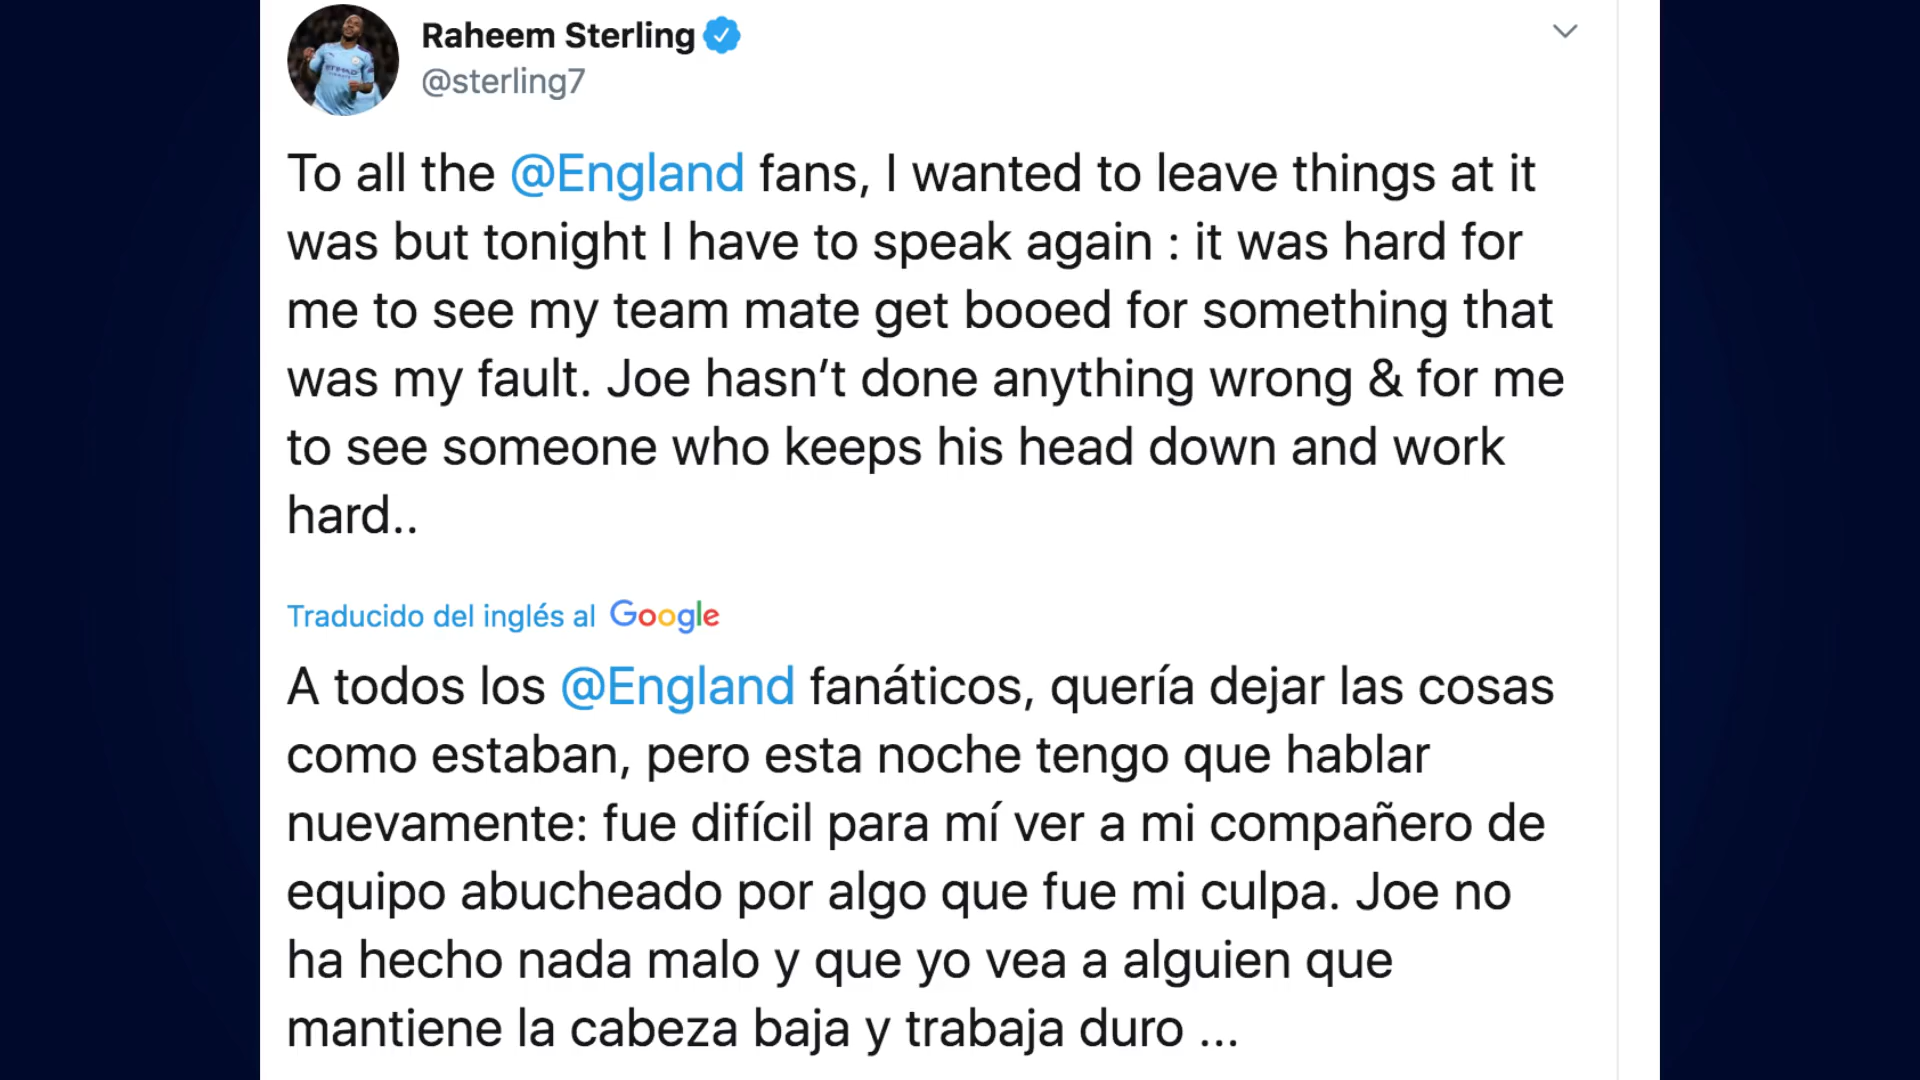 Raheem Sterling
@sterling7
To all the @England fans, I wanted to leave things at it
was but tonight I have to speak again : it was hard for
me to see my team mate get booed for something that
was my fault. Joe hasn’t done anything wrong & for me
to see someone who keeps his head down and work
hard..
Traducido del inglés al Google
A todos los @England fanáticos, quería dejar las cosas
como estaban, pero esta noche tengo que hablar
nuevamente: fue difícil para mí ver a mi compañero de
equipo abucheado por algo que fue mi culpa. Joe no
ha hecho nada malo y que yo vea a alguien que
mantiene la cabeza baja y trabaja duro ...